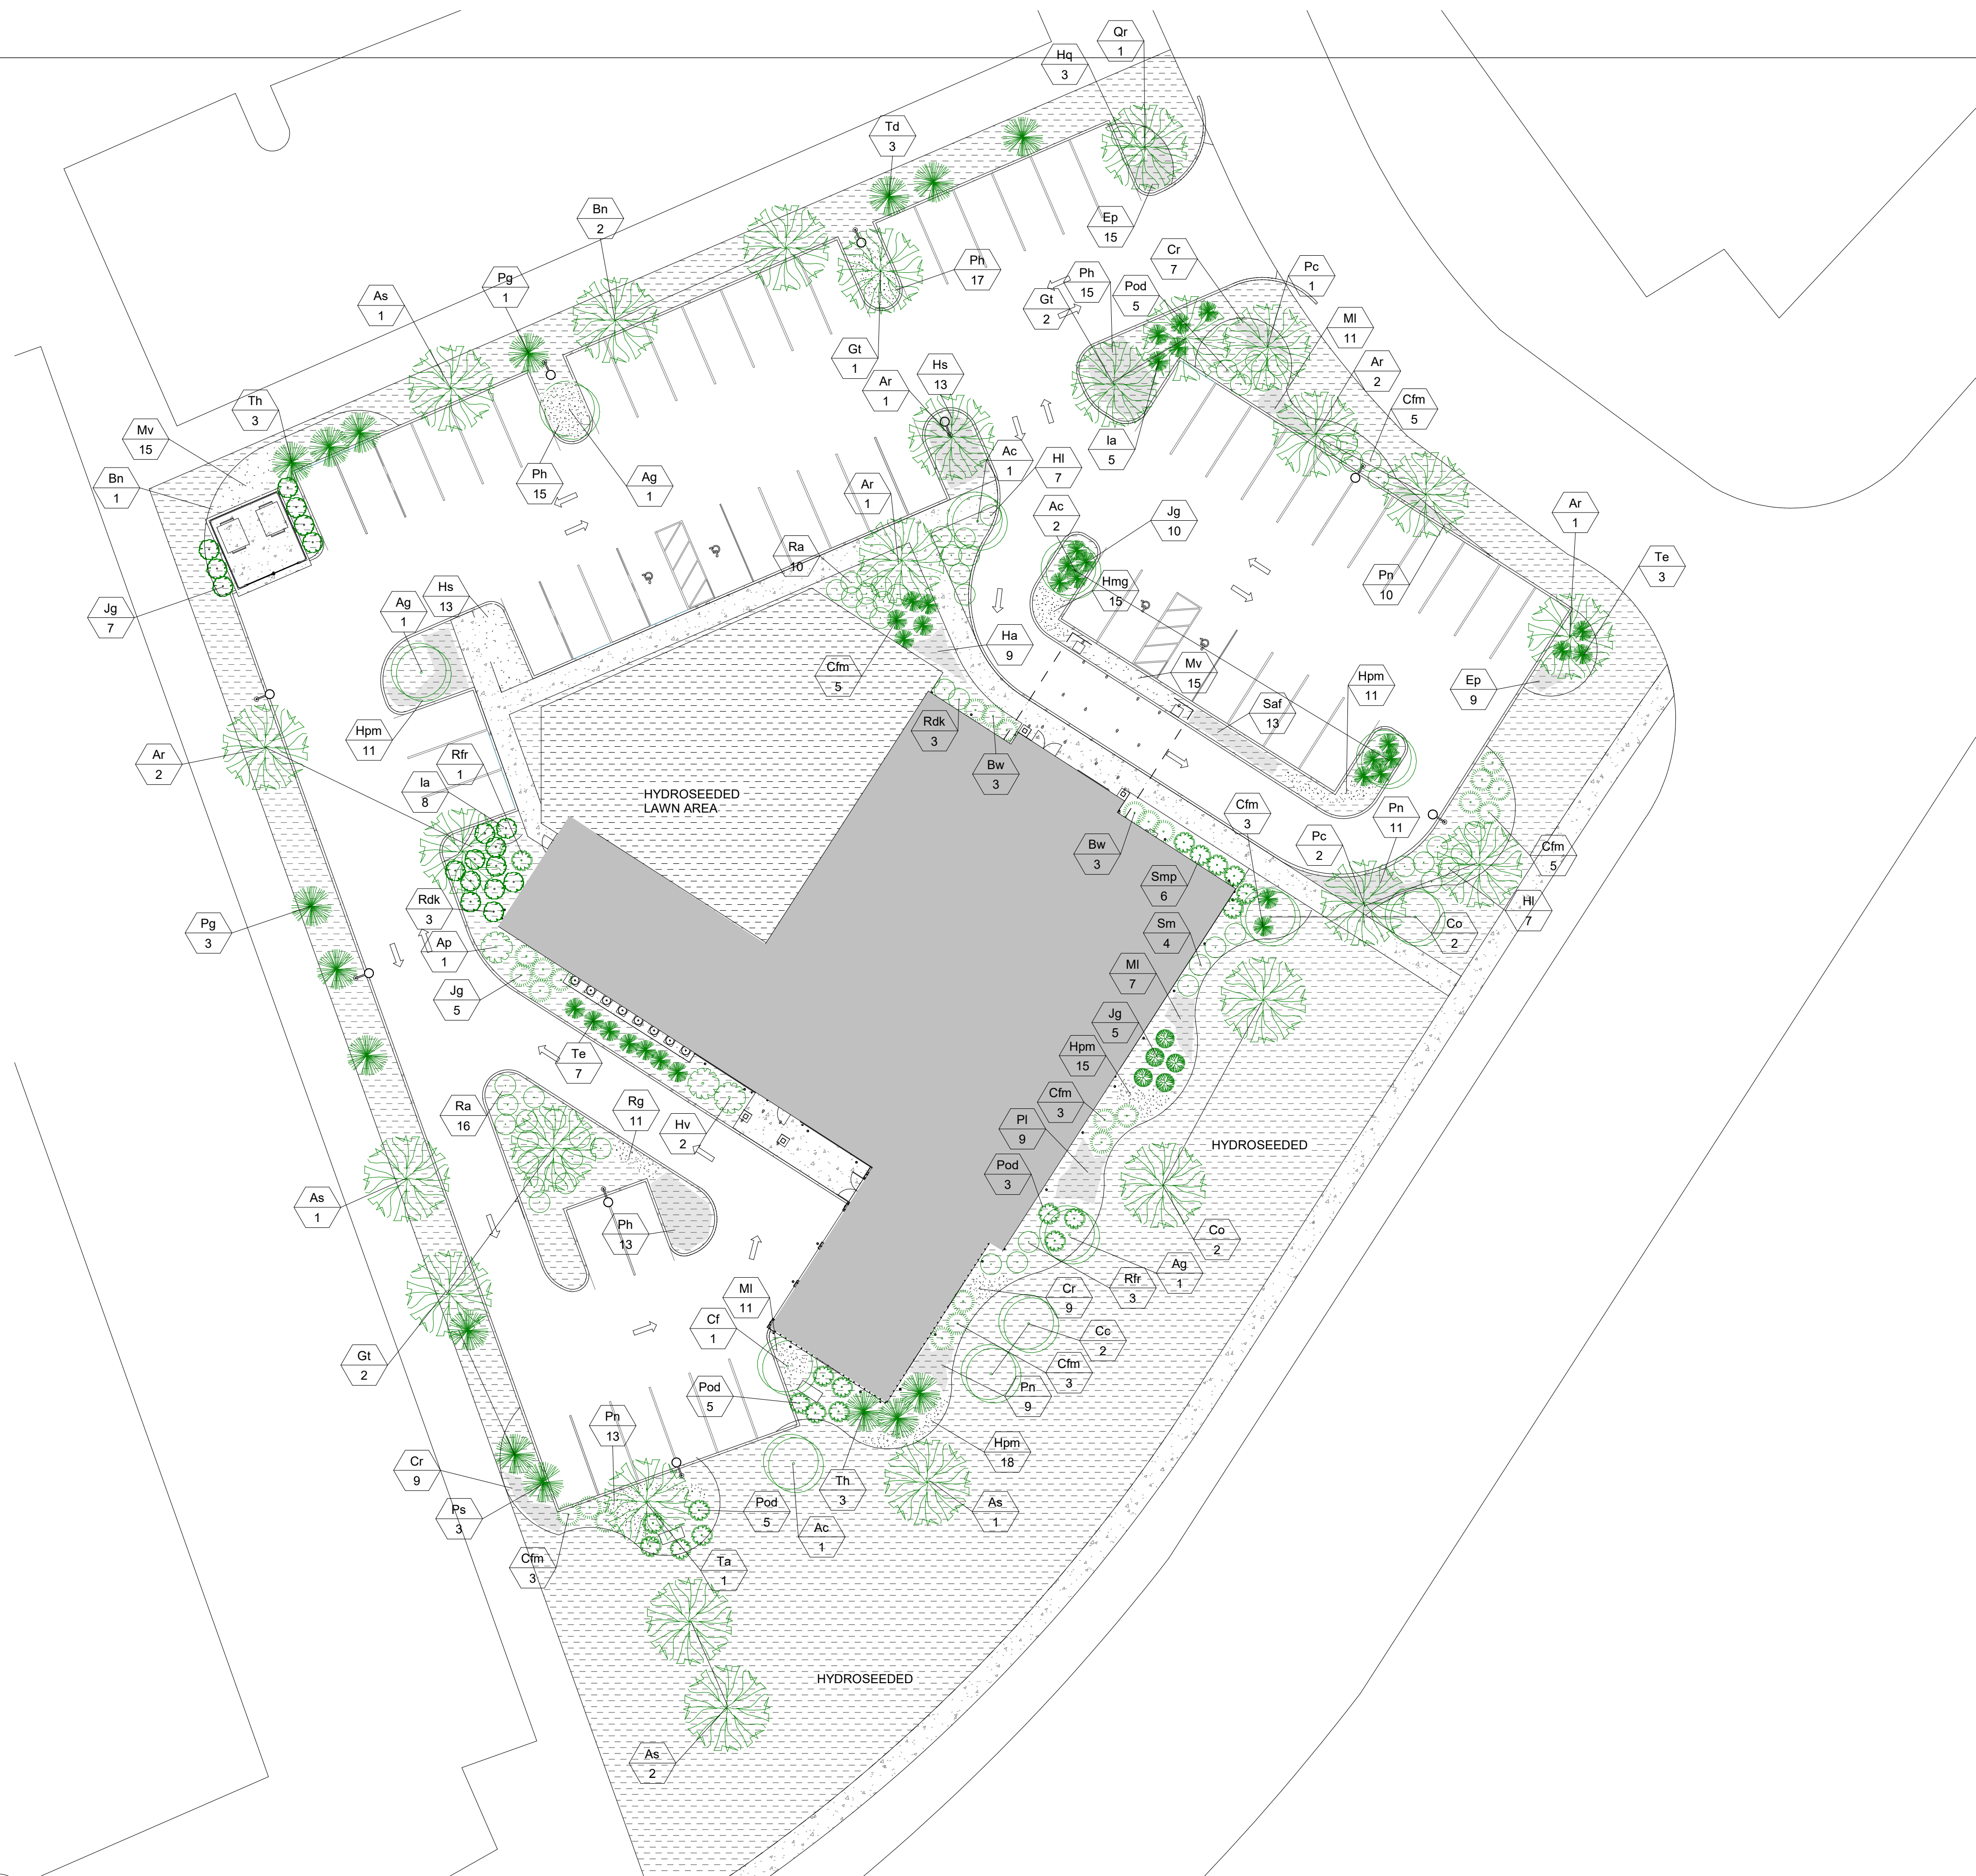 Qr
1
Hq
3
Td
3
Bn
2
Ep
15
Cr
7
Ph
17
Pc
1
Ph
15
Pod
5
Gt
2
Pg
1
As
1
Ml
11
Gt
1
Ar
2
Hs
13
Ar
1
Cfm
5
Th
3
Mv
15
Ia
5
Ac
1
Hl
7
Bn
1
Ph
15
Ag
1
Ar
1
Ac
2
Jg
10
Ar
1
Ra
10
Te
3
Hmg
15
Pn
10
Jg
7
Hs
13
Ag
1
Ha
9
Cfm
5
Mv
15
Hpm
11
Ep
9
Saf
13
Rdk
3
Hpm
11
Ar
2
Rfr
1
Bw
3
Ia
8
HYDROSEEDED
LAWN AREA
Cfm
3
Pn
11
Bw
3
Pc
2
Cfm
5
Smp
6
Hl
7
Rdk
3
Pg
3
Sm
4
Co
2
Ap
1
Ml
7
Jg
5
Jg
5
Hpm
15
Te
7
Cfm
3
Rg
11
Ra
16
Hv
2
Pl
9
HYDROSEEDED
Pod
3
As
1
Ph
13
Co
2
Ag
1
Rfr
3
Ml
11
Cr
9
Cf
1
Cc
2
Gt
2
Cfm
3
Pod
5
Pn
9
Pn
13
Hpm
18
Cr
9
Th
3
Ps
3
Pod
5
As
1
Ac
1
Cfm
3
Ta
1
HYDROSEEDED
As
2